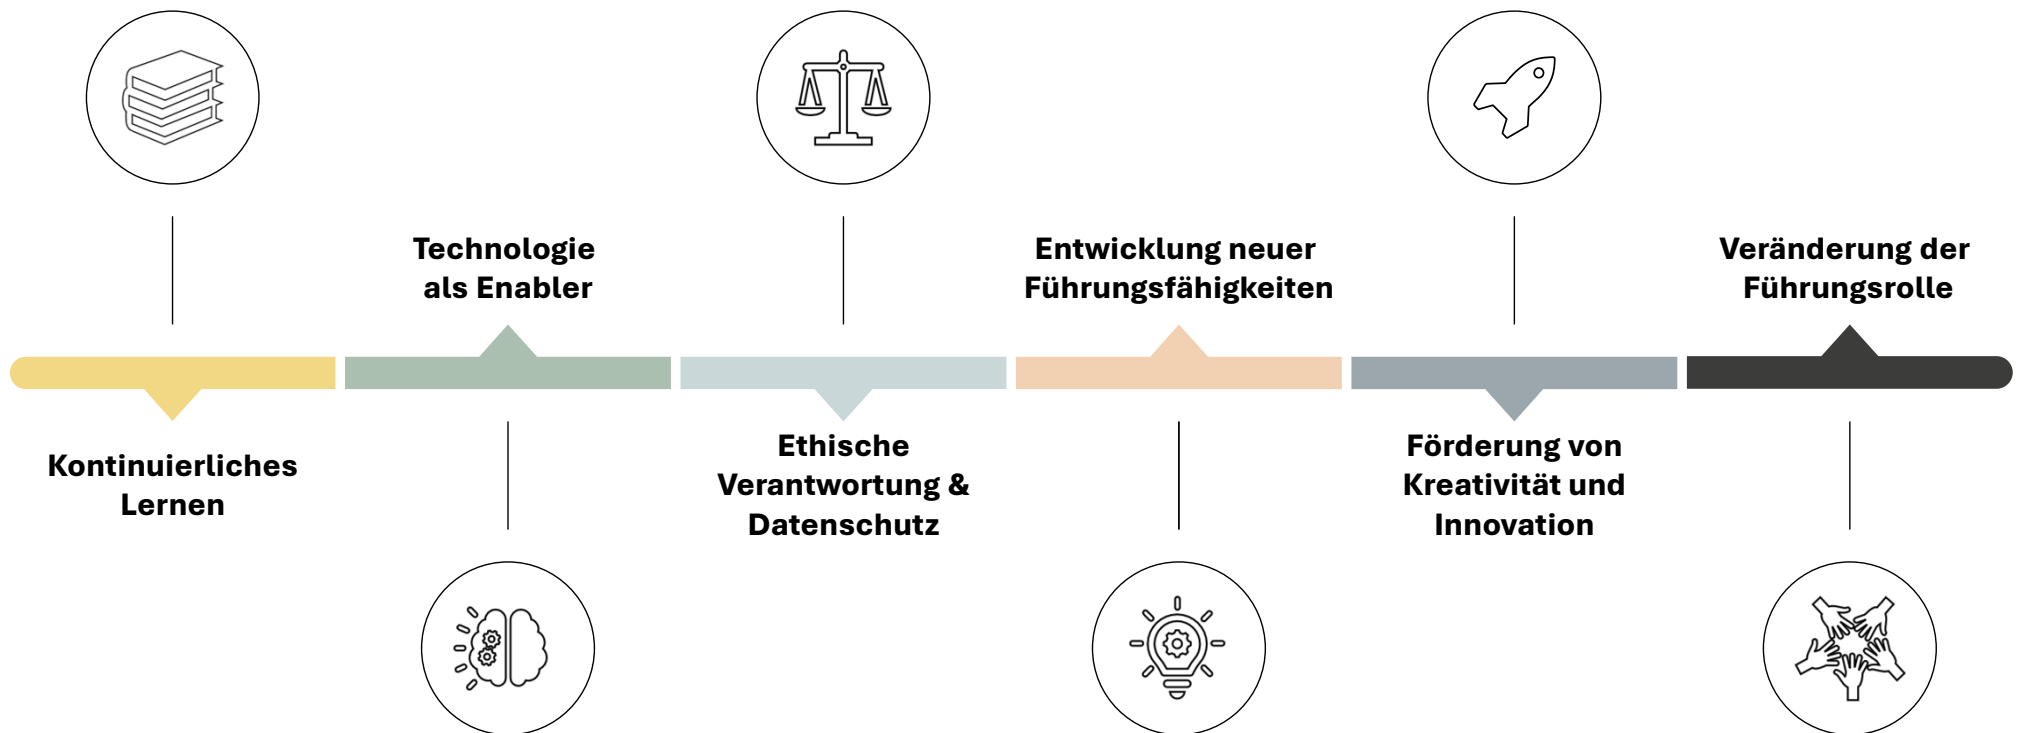 Kontinuierliches
Lernen
Technologie
als Enabler
Ethische
Verantwortung &
Datenschutz
Entwicklung neuer
Führungsfähigkeiten
Förderung von
Kreativität und
Innovation
Veränderung der
Führungsrolle